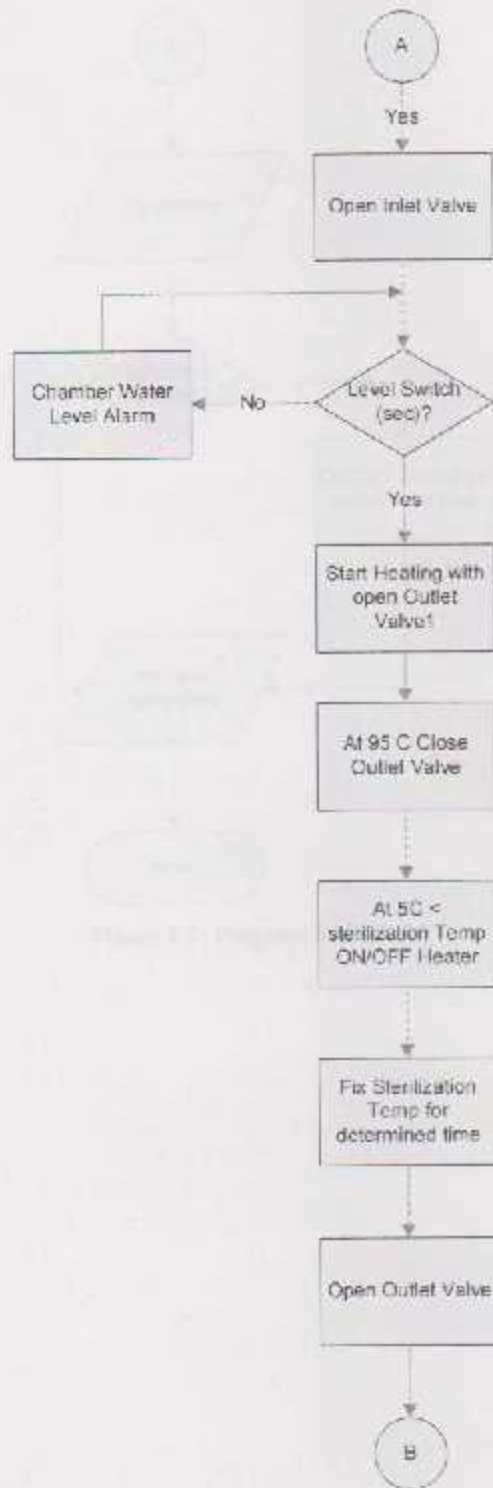 A
Yes
Open Inlet Valve
Chamber Water
Level Alarm
No
Level Switch
(sec)?
Yes
Start Heating with
open Outlet
Valve1
At 95 C Close
Outlet Valve
At 5C <
sterilization Temp
ON/OFF Heater
Fix Sterilization
Temp for
determined time
Open Outlet Valve
B